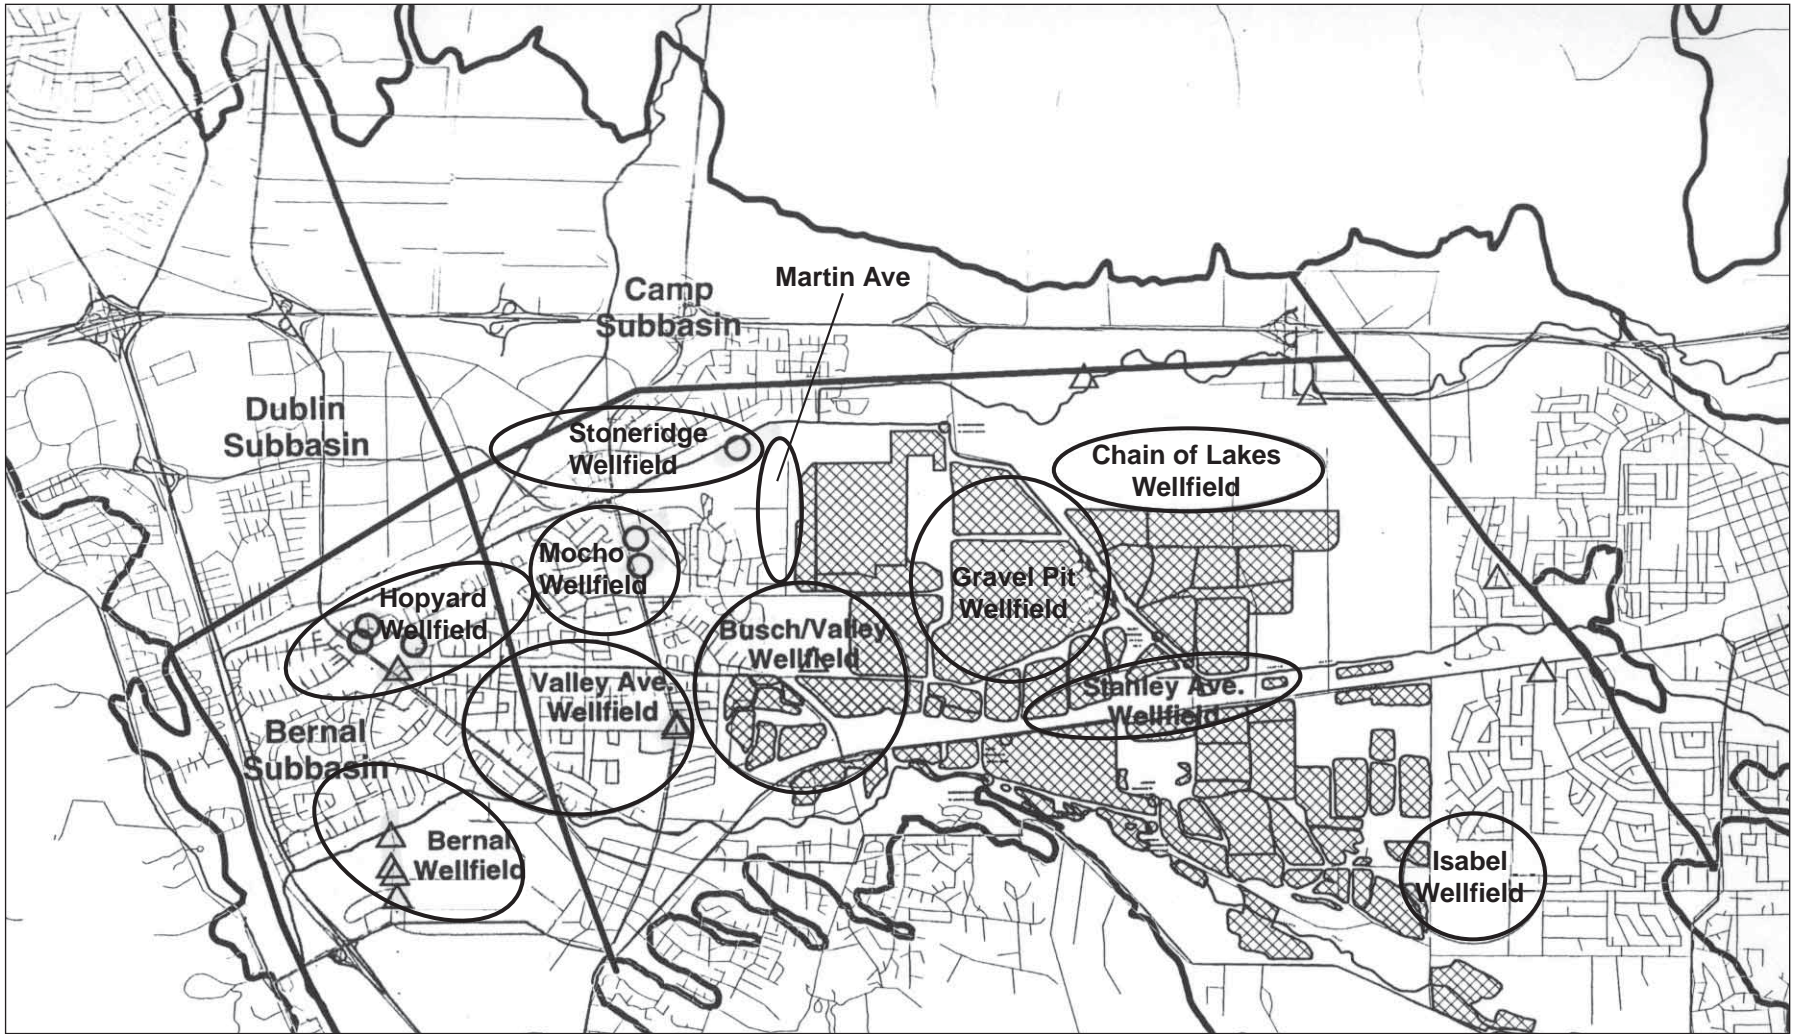 Martin Ave
Camp
Subbasin
Dublin
Subbasin
Stoneridge
Wellfield
Chain of Lakes
Wellfield
Mocho
Wellfield
Gravel Pit
Wellfield
Hopyard
Wellfield
Busch/Valley
Wellfield
Valley Ave.
Wellfield
Stanley Ave.
Wellfield
Bernal
Subbasin
Bernal
Wellfield
Isabel
Wellfield